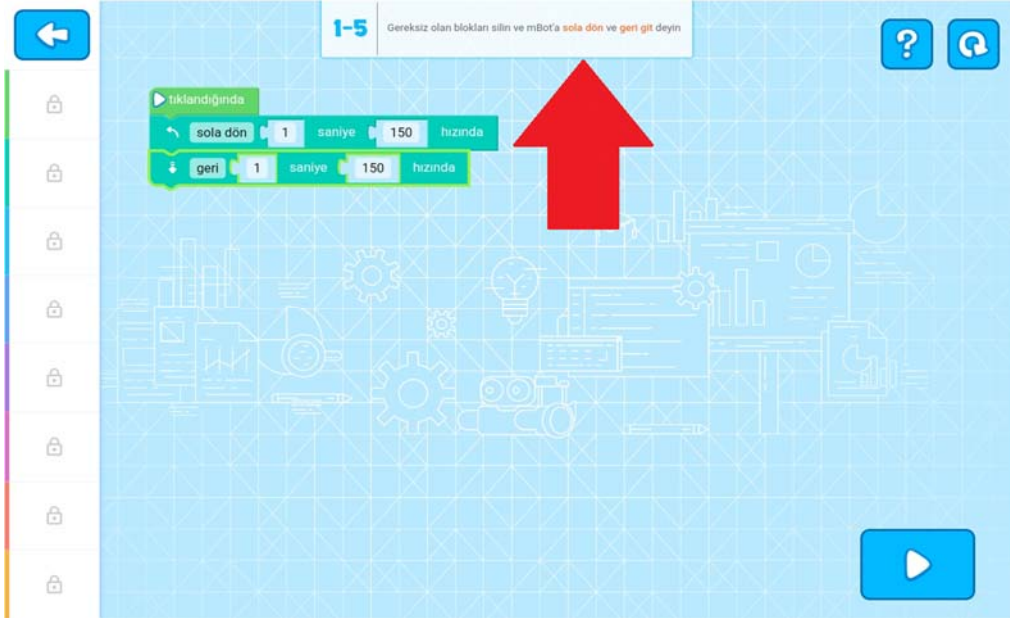 1-5
Gereksiz olan blokları silin ve mBot'a sola dön ve geri git deyin
tıklandığında
sola dön 1 saniye 150 hızında
geri 1 saniye 150 hızında